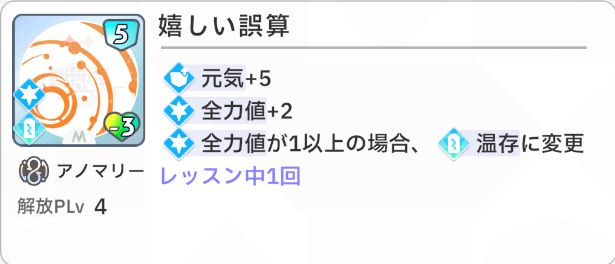 嬉しい誤算
5
元気+5
全力値+2
-3
M
全力値が1以上の場合、 温存に変更
アノマリー
レッスン中1回
解放PLv 4